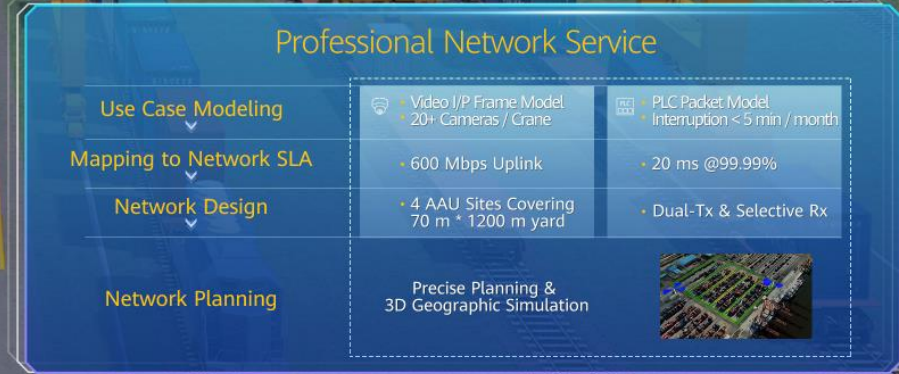 Professional Network Service
Use Case Modeling
• Video I/P Frame Model
• 20+ Cameras / Crane
PLC
• PLC Packet Model
• Interruption < 5 min / month
Mapping to Network SLA
• 600 Mbps Uplink
• 20 ms @99.99%
Network Design
• 4 AAU Sites Covering
70 m * 1200 m yard
• Dual-Tx & Selective Rx
Network Planning
Precise Planning &
3D Geographic Simulation